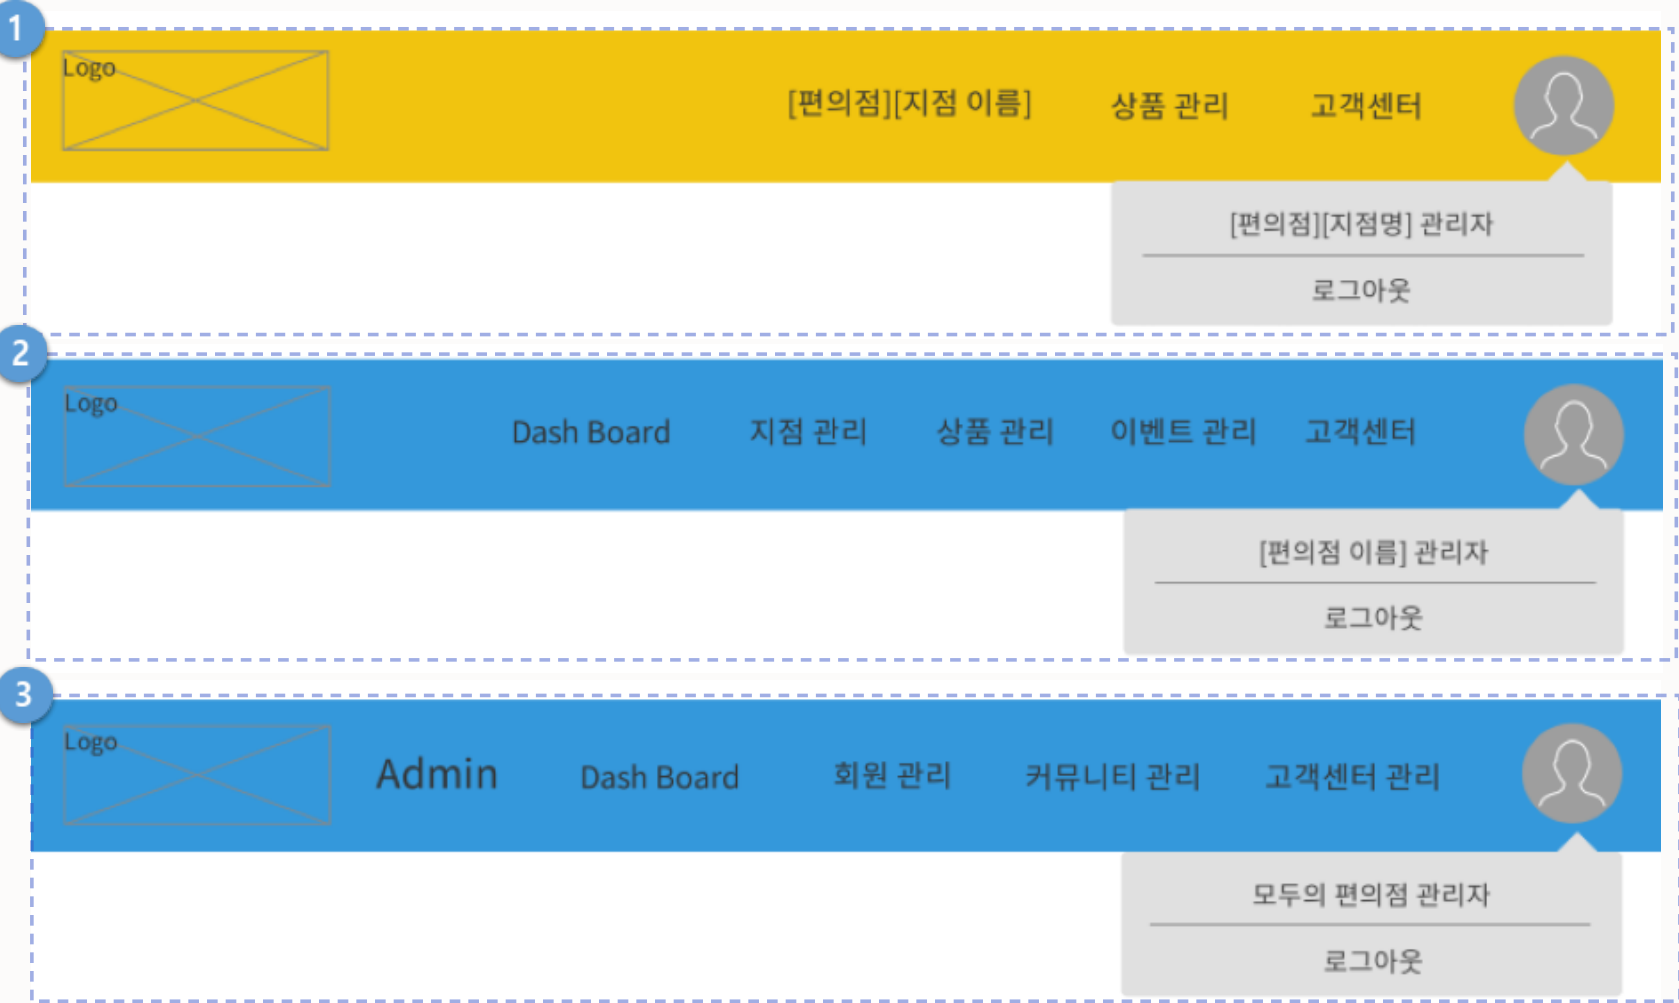 1
Logo
[편의점][지점 이름] 상품 관리 고객센터
[편의점][지점명] 관리자
로그아웃
2
Logo
Dash Board 지점 관리 상품 관리 이벤트 관리 고객센터
[편의점 이름] 관리자
로그아웃
3
Logo
Admin Dash Board 회원 관리 커뮤니티 관리 고객센터 관리
모두의 편의점 관리자
로그아웃